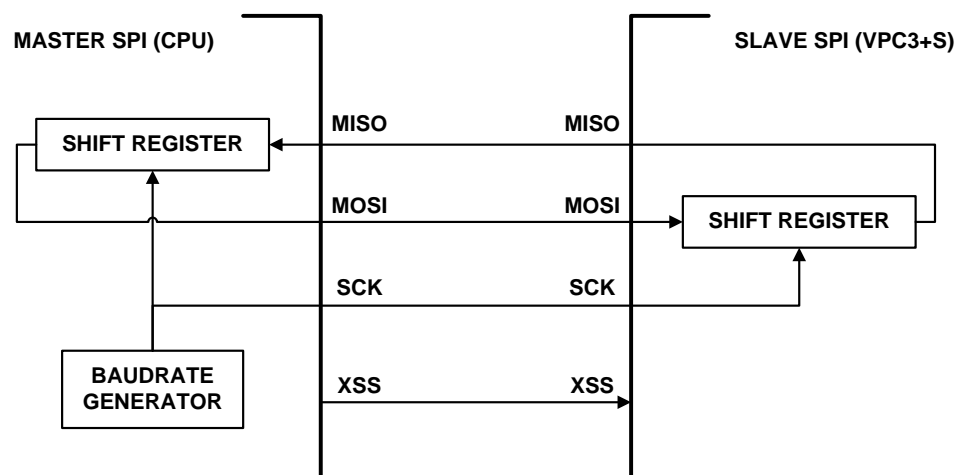 MASTER SPI (CPU)
SLAVE SPI (VPC3+S)
MISO
MISO
SHIFT REGISTER
MOSI
MOSI
SHIFT REGISTER
SCK
SCK
BAUDRATE
GENERATOR
XSS
XSS